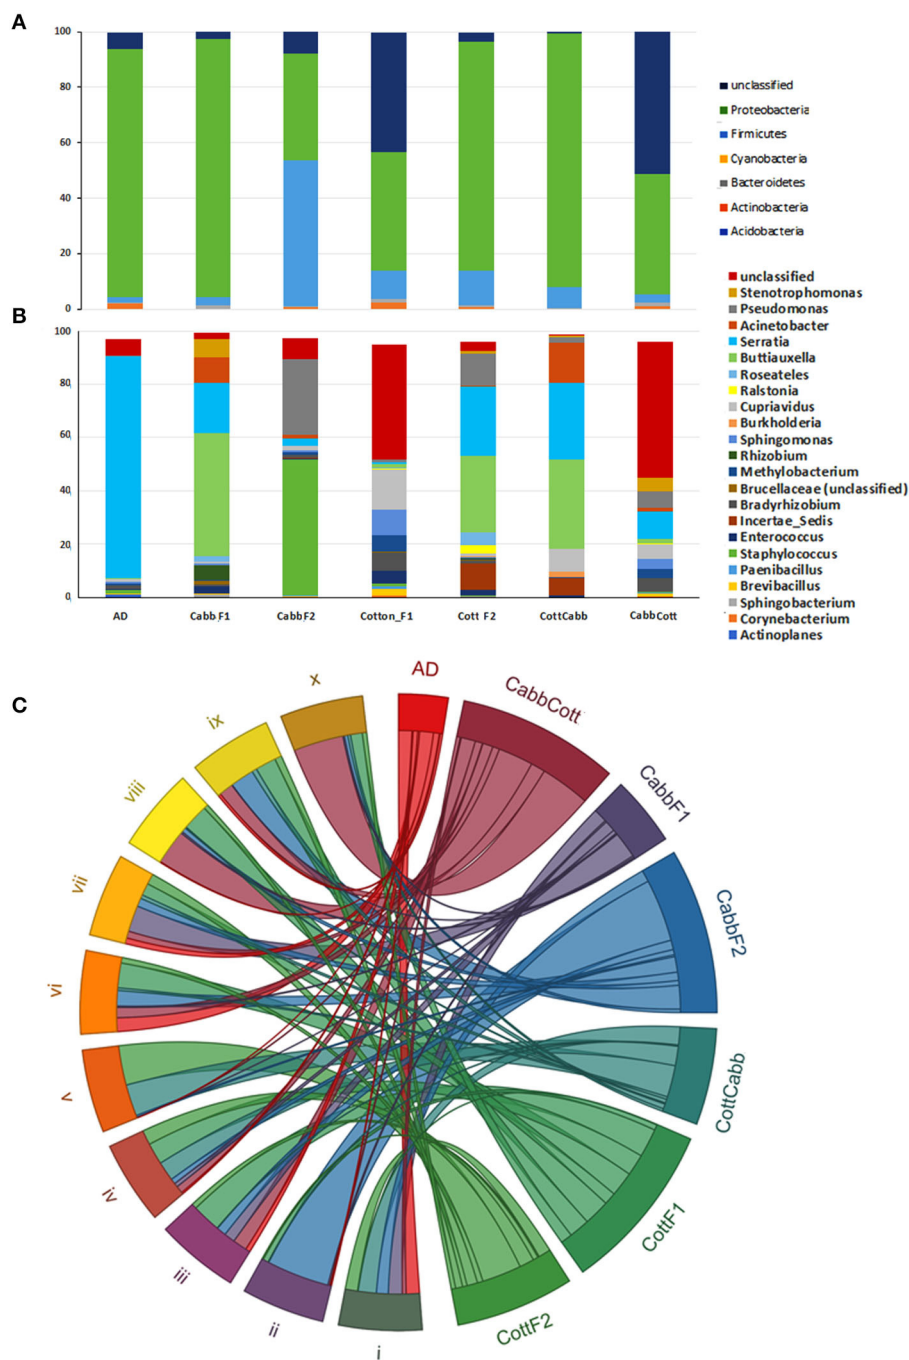 A
100
80
60
40
20
0
unclassified
Proteobacteria
Firmicutes
Cyanobacteria
Bacteroidetes
Actinobacteria
Acidobacteria
B
100
80
60
40
20
0
AD
CabbF1
CabbF2
Cotton_F1
Cott F2
CottCabb
CabbCott
unclassified
Stenotrophomonas
Pseudomonas
Acinetobacter
Serratia
Buttiauxella
Roseateles
Ralstonia
Cupriavidus
Burkholderia
Sphingomonas
Rhizobium
Methylobacterium
Brucellaceae (unclassified)
Bradyrhizobium
Incertae_Sedis
Enterococcus
Staphylococcus
Paenibacillus
Brevibacillus
Sphingobacterium
Corynebacterium
Actinoplanes
C
AD
CabbCott
CabbF1
CabbF2
CottCabb
CottF1
CottF2
i
ii
iii
iv
v
vi
vii
viii
ix
x